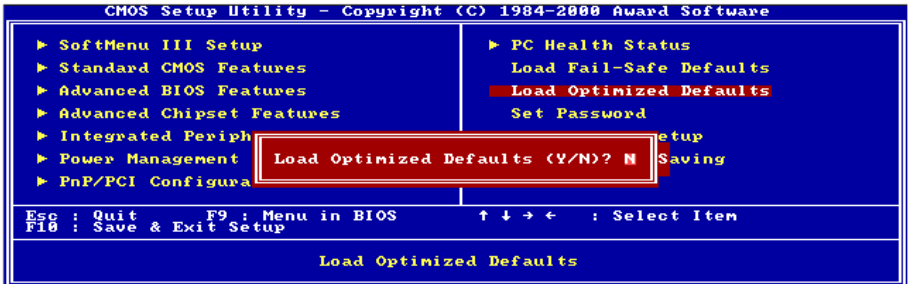 CMOS Setup Utility - Copyright (C) 1984-2000 Award Software
► SoftMenu III Setup
► Standard CMOS Features
► Advanced BIOS Features
► Advanced Chipset Features
► Integrated Periph
► Power Management
► PnP/PCI Configura
► PC Health Status
Load Fail-Safe Defaults
Load Optimized Defaults
Set Password
etup
Saving
Load Optimized Defaults (Y/N)? N
Esc : Quit F9 : Menu in BIOS ↑ ↓ → ← : Select Item
F10 : Save & Exit Setup
Load Optimized Defaults